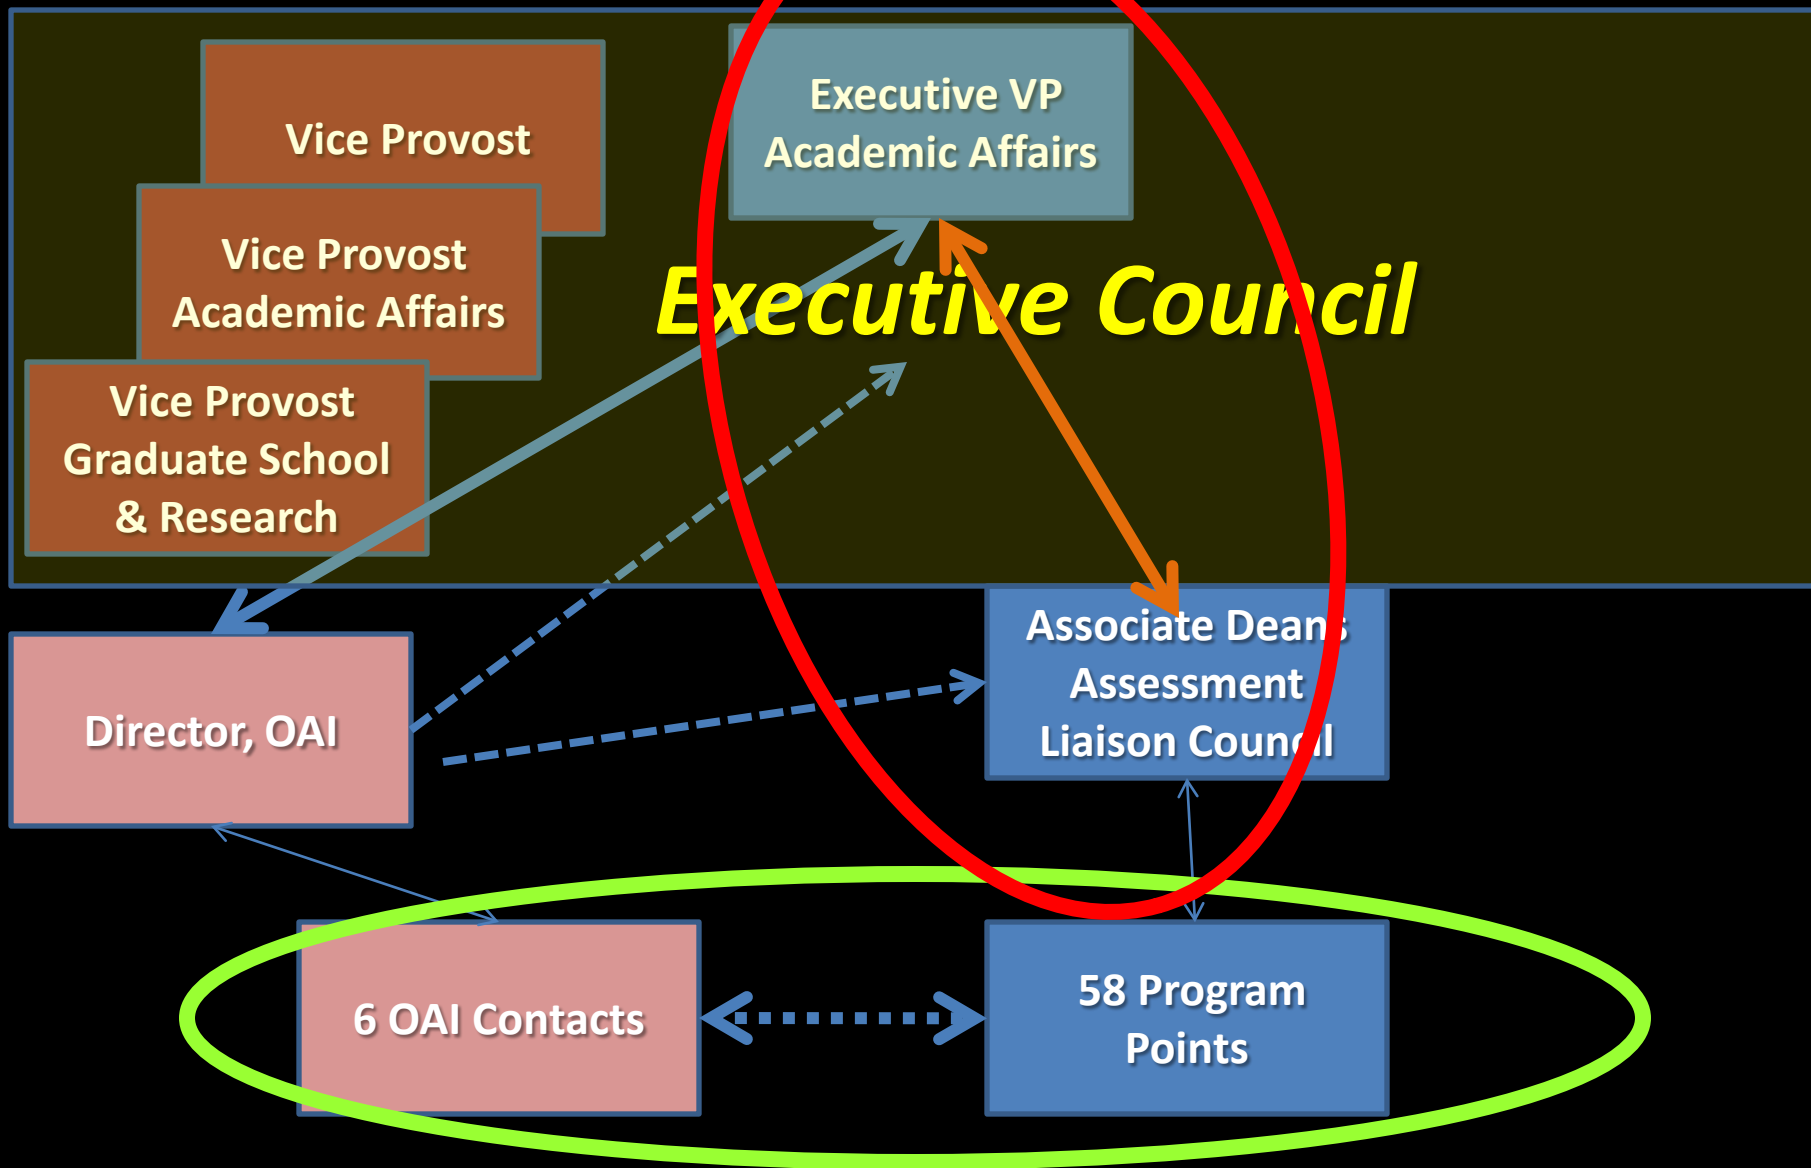 Vice Provost
Vice Provost
Academic Affairs
Vice Provost
Graduate School
& Research
Executive VP
Academic Affairs
Executive Council
Director, OAI
Associate Deans
Assessment
Liaison Council
6 OAI Contacts
58 Program
Points